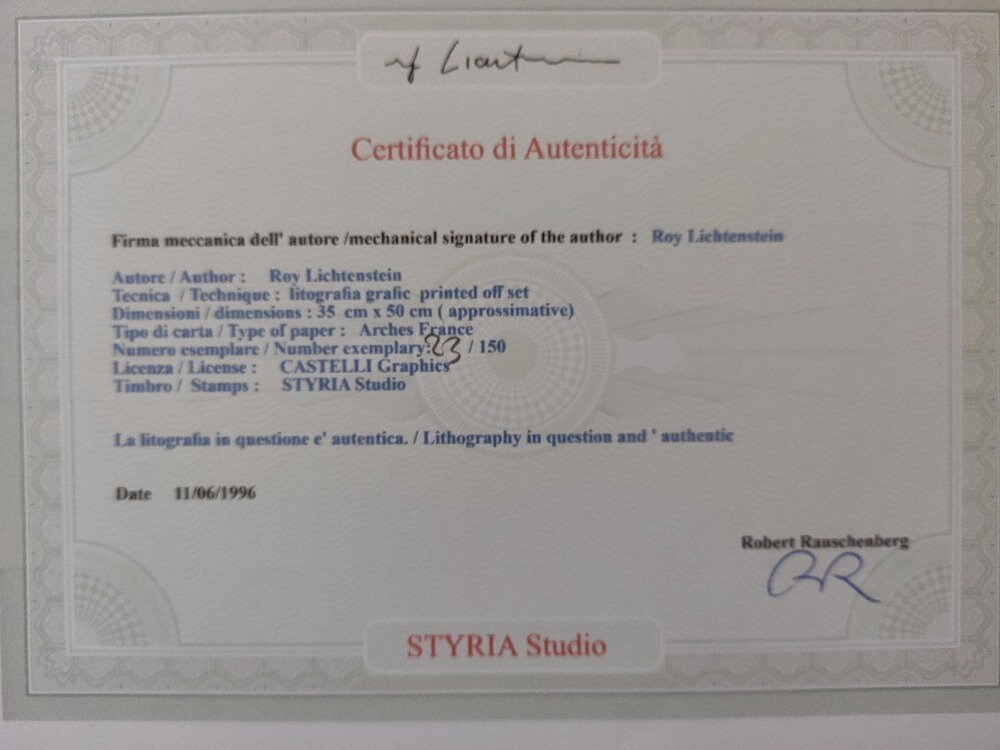 rf Lichtenstein
Certificato di Autenticità
Firma meccanica dell' autore /mechanical signature of the author : Roy Lichtenstein
Autore / Author : Roy Lichtenstein
Tecnica / Technique : litografia grafic printed off set
Dimensioni / dimensions : 35 cm x 50 cm ( approssimative)
Tipo di carta / Type of paper : Arches France
Numero esemplare / Number exemplary: 23 / 150
Licenza / License : CASTELLI Graphics
Timbro / Stamps : STYRIA Studio
La litografia in questione e' autentica. / Lithography in question and ' authentic
Date 11/06/1996
Robert Rauschenberg
RR
STYRIA Studio